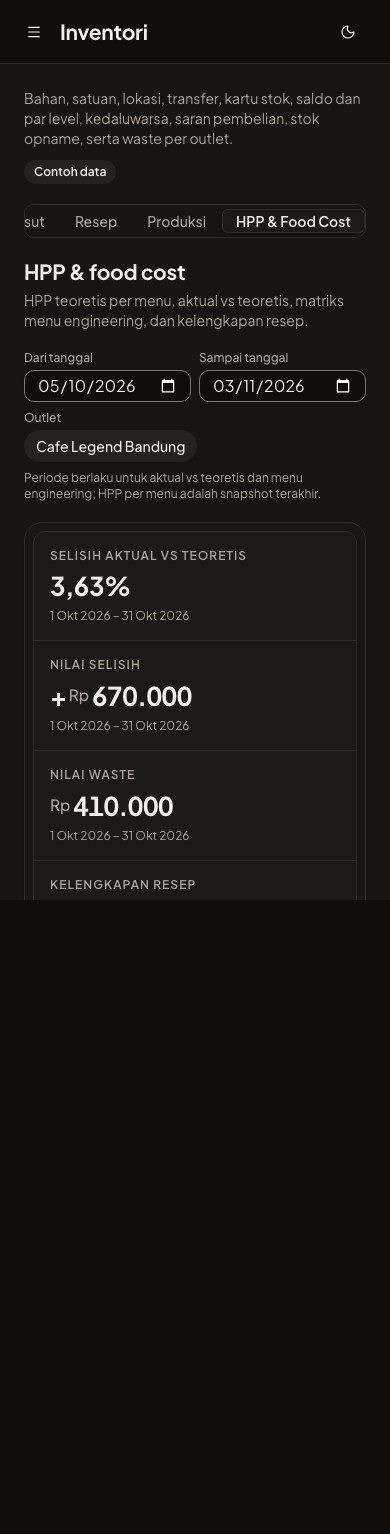 Inventori
Bahan, satuan, lokasi, transfer, kartu stok, saldo dan
par level, kedaluwarsa, saran pembelian, stok
opname, serta waste per outlet.
Contoh data
sut Resep Produksi HPP & Food Cost
HPP & food cost
HPP teoretis per menu, aktual vs teoretis, matriks
menu engineering, dan kelengkapan resep.
Dari tanggal Sampai tanggal
05/10/2026 03/11/2026
Outlet
Cafe Legend Bandung
Periode berlaku untuk aktual vs teoretis dan menu
engineering; HPP per menu adalah snapshot terakhir.
SELISIH AKTUAL VS TEORETIS
3,63%
1 Okt 2026 – 31 Okt 2026
NILAI SELISIH
+Rp 670.000
1 Okt 2026 – 31 Okt 2026
NILAI WASTE
Rp 410.000
1 Okt 2026 – 31 Okt 2026
KELENGKAPAN RESEP